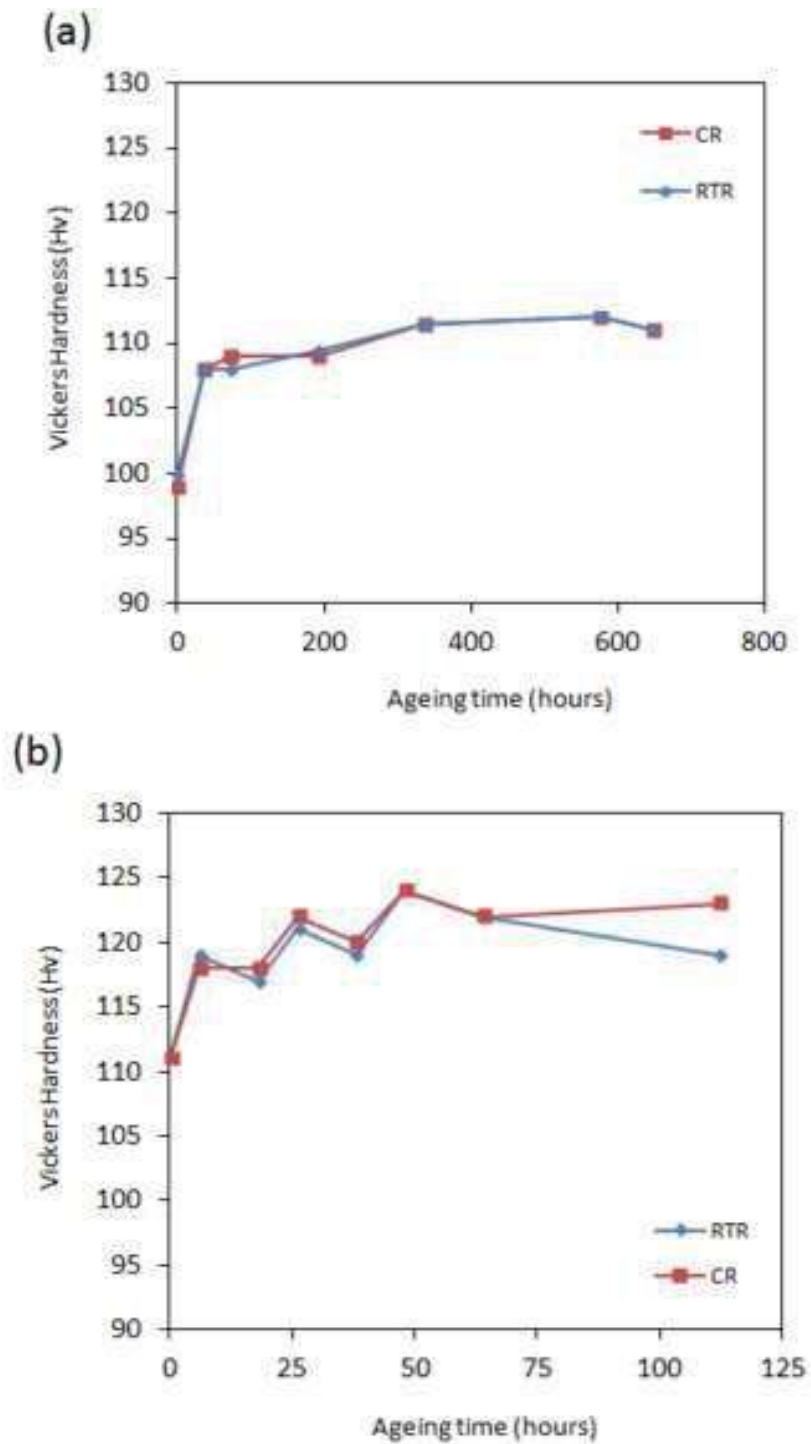 (a)
130
125
120
115
110
105
100
95
90
Vickers Hardness (Hv)
CR
RTR
0 200 400 600 800
Ageing time (hours)
(b)
130
125
120
115
110
105
100
95
90
Vickers Hardness (Hv)
RTR
CR
0 25 50 75 100 125
Ageing time (hours)